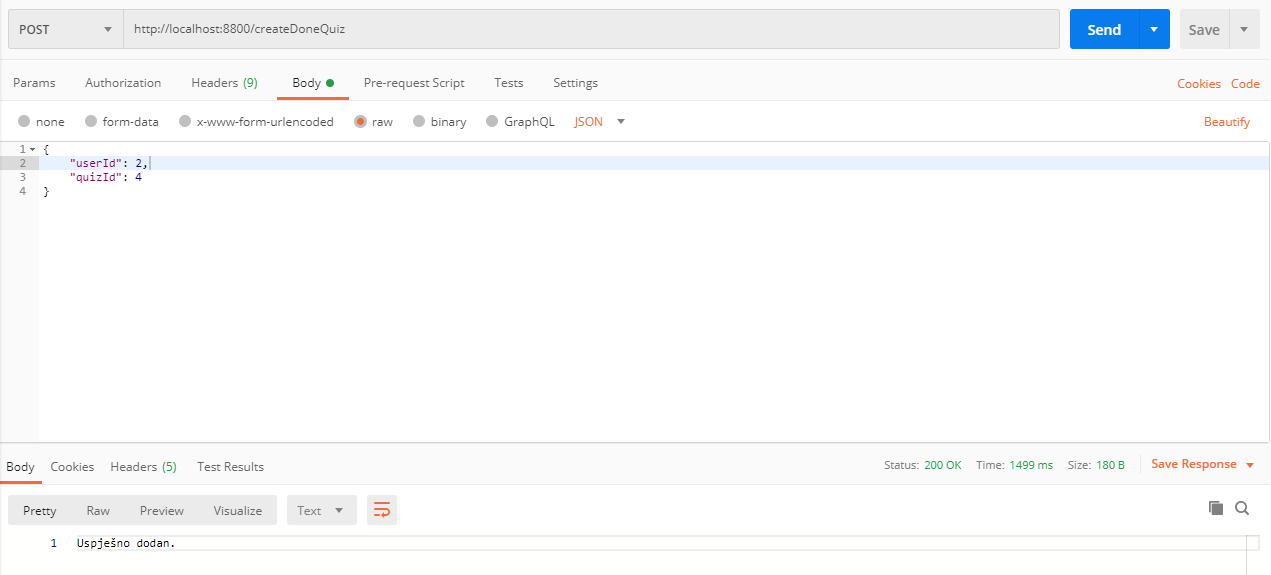 POST http://localhost:8800/createDoneQuiz Send Save
Params Authorization Headers (9) Body Pre-request Script Tests Settings Cookies Code
none form-data x-www-form-urlencoded raw binary GraphQL JSON Beautify
1 {
2 "userId": 2,
3 "quizId": 4
4 }
Body Cookies Headers (5) Test Results Status: 200 OK Time: 1499 ms Size: 180 B Save Response
Pretty Raw Preview Visualize Text
1 Uspješno dodan.